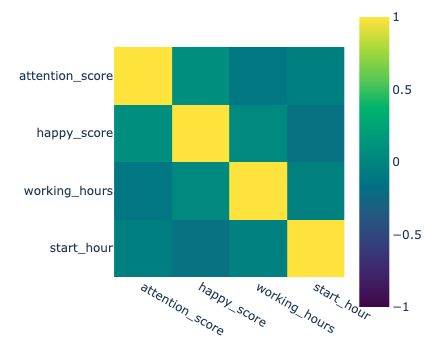 attention_score
happy_score
working_hours
start_hour
attention_score
happy_score
working_hours
start_hour
1
0.5
0
−0.5
−1